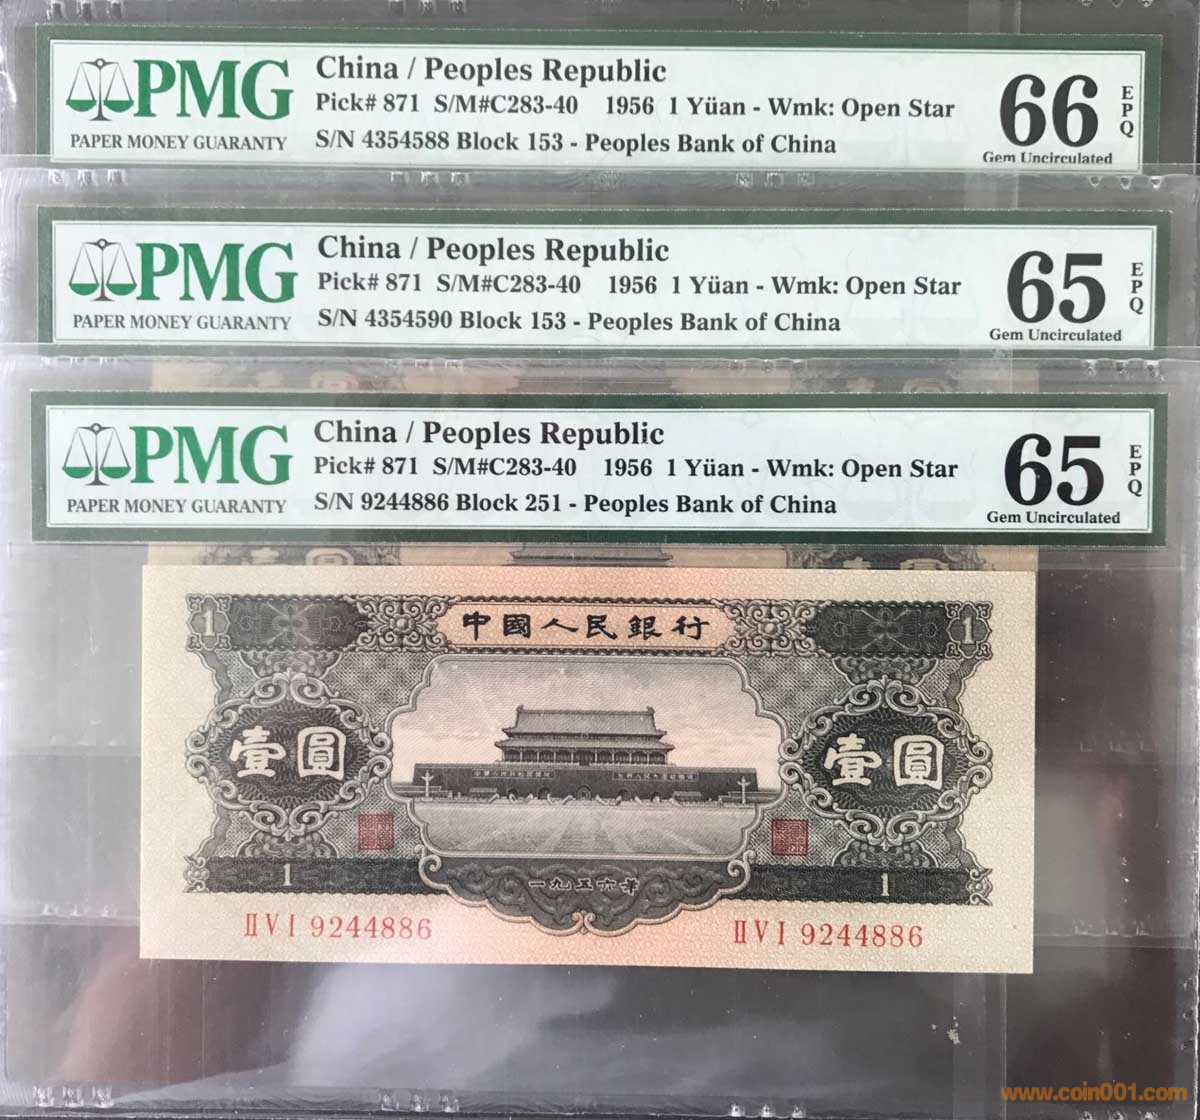 PMG
PAPER MONEY GUARANTY
China / Peoples Republic
Pick# 871 S/M#C283-40 1956 1 Yüan - Wmk: Open Star
S/N 4354588 Block 153 - Peoples Bank of China
66
EPQ
Gem Uncirculated
PMG
PAPER MONEY GUARANTY
China / Peoples Republic
Pick# 871 S/M#C283-40 1956 1 Yüan - Wmk: Open Star
S/N 4354590 Block 153 - Peoples Bank of China
65
EPQ
Gem Uncirculated
PMG
PAPER MONEY GUARANTY
China / Peoples Republic
Pick# 871 S/M#C283-40 1956 1 Yüan - Wmk: Open Star
S/N 9244886 Block 251 - Peoples Bank of China
65
EPQ
Gem Uncirculated
1 中國人民銀行 1
壹圓 壹圓
1 1
一九五六年
II V I 9244886 II V I 9244886
www.coin001.com